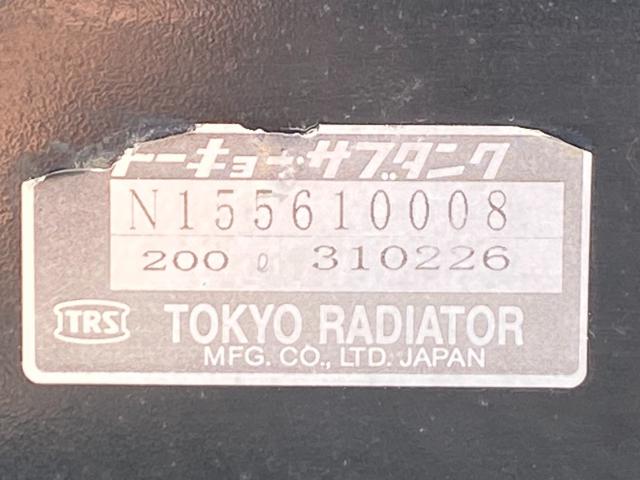 トーキョー・サブタンク
N155610008
200 ℓ 310226
TRS
TOKYO RADIATOR
MFG. CO., LTD. JAPAN